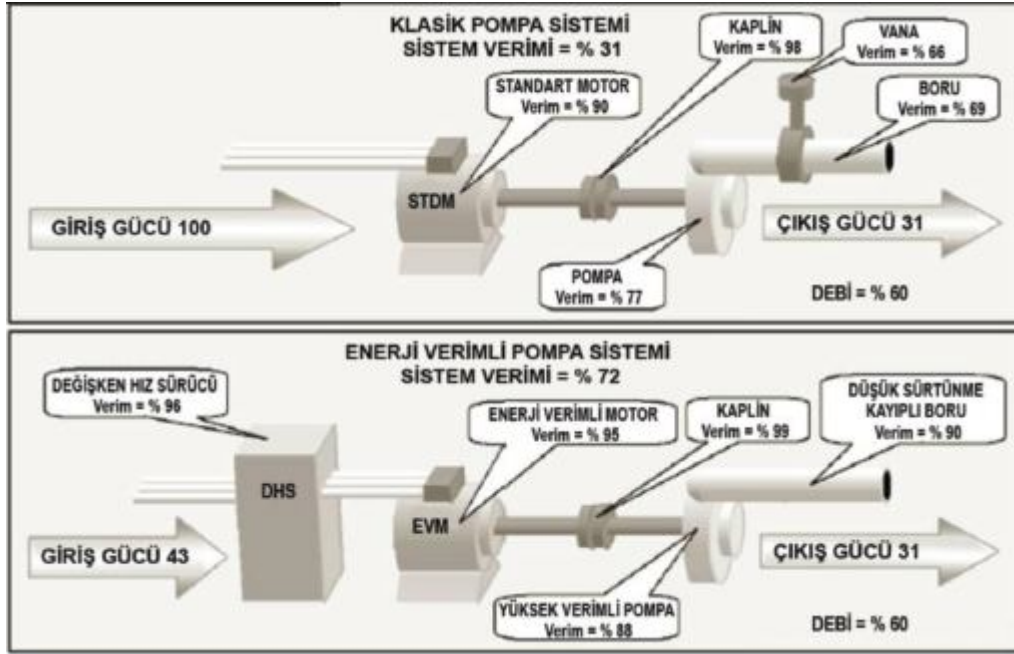 KLASİK POMPA SİSTEMİ
SİSTEM VERİMİ = % 31
KAPLİN
Verim = % 98
VANA
Verim = % 66
STANDART MOTOR
Verim = % 90
BORU
Verim = % 69
STDM
GİRİŞ GÜCÜ 100
ÇIKIŞ GÜCÜ 31
POMPA
Verim = % 77
DEBİ = % 60
ENERJİ VERİMLİ POMPA SİSTEMİ
SİSTEM VERİMİ = % 72
DEĞİŞKEN HIZ SÜRÜCÜ
Verim = % 96
ENERJİ VERİMLİ MOTOR
Verim = % 95
KAPLİN
Verim = % 99
DÜŞÜK SÜRTÜNME
KAYIPLI BORU
Verim = % 90
DHS
EVM
GİRİŞ GÜCÜ 43
ÇIKIŞ GÜCÜ 31
YÜKSEK VERİMLİ POMPA
Verim = % 88
DEBİ = % 60